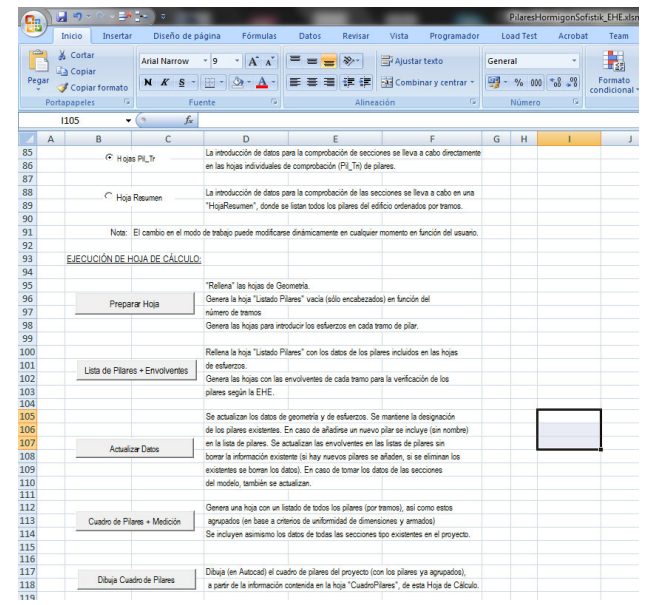 PilaresHormigonSofistik_EHE.xlsm
Inicio Insertar Diseño de página Fórmulas Datos Revisar Vista Programador Load Test Acrobat Team
Pegar
Cortar
Copiar
Copiar formato
Portapapeles
Arial Narrow 9
N K S
Fuente
Ajustar texto
Combinar y centrar
Alineación
General
% 000
Número
Formato condicional
I105 fx
A B C D E F G H I J
85 Hojas Pil_Tr La introducción de datos para la comprobación de secciones se lleva a cabo directamente
86 en las hojas individuales de comprobación (Pil_Tri) de pilares.
87
88 Hoja Resumen La introducción de datos para la comprobación de las secciones se lleva a cabo en una
89 "HojaResumen", donde se listan todos los pilares del edificio ordenados por tramos.
90
91 Nota: El cambio en el modo de trabajo puede modificarse dinámicamente en cualquier momento en función del usuario.
92
93 EJECUCIÓN DE HOJA DE CÁLCULO:
94
95 "Rellena" las hojas de Geometría.
96 Preparar Hoja Genera la hoja "Listado Pilares" vacía (sólo encabezados) en función del
97 número de tramos
98 Genera las hojas para introducir los esfuerzos en cada tramo de pilar.
99
100 Rellena la hoja "Listado Pilares" con los datos de los pilares incluidos en las hojas
101 Lista de Pilares + Envolventes de esfuerzos.
102 Genera las hojas con las envolventes de cada tramo para la verificación de los
103 pilares según la EHE.
104
105 Se actualizan los datos de geometría y de esfuerzos. Se mantiene la designación
106 de los pilares existentes. En caso de añadirse un nuevo pilar se incluye (sin nombre)
107 en la lista de pilares. Se actualizan las envolventes en las listas de pilares sin
108 Actualizar Datos borrar la información existente (si hay nuevos pilares se añaden, si se eliminan los
109 existentes se borran los datos). En caso de tomar los datos de las secciones
110 del modelo, también se actualizan.
111
112 Genera una hoja con un listado de todos los pilares (por tramos), así como estos
113 Cuadro de Pilares + Medición agrupados (en base a criterios de uniformidad de dimensiones y armados)
114 Se incluyen asimismo los datos de todas las secciones tipo existentes en el proyecto.
115
116
117 Dibuja Cuadro de Pilares Dibuja (en Autocad) el cuadro de pilares del proyecto (con los pilares ya agrupados),
118 a partir de la información contenida en la hoja "CuadroPilares", de esta Hoja de Cálculo.
119